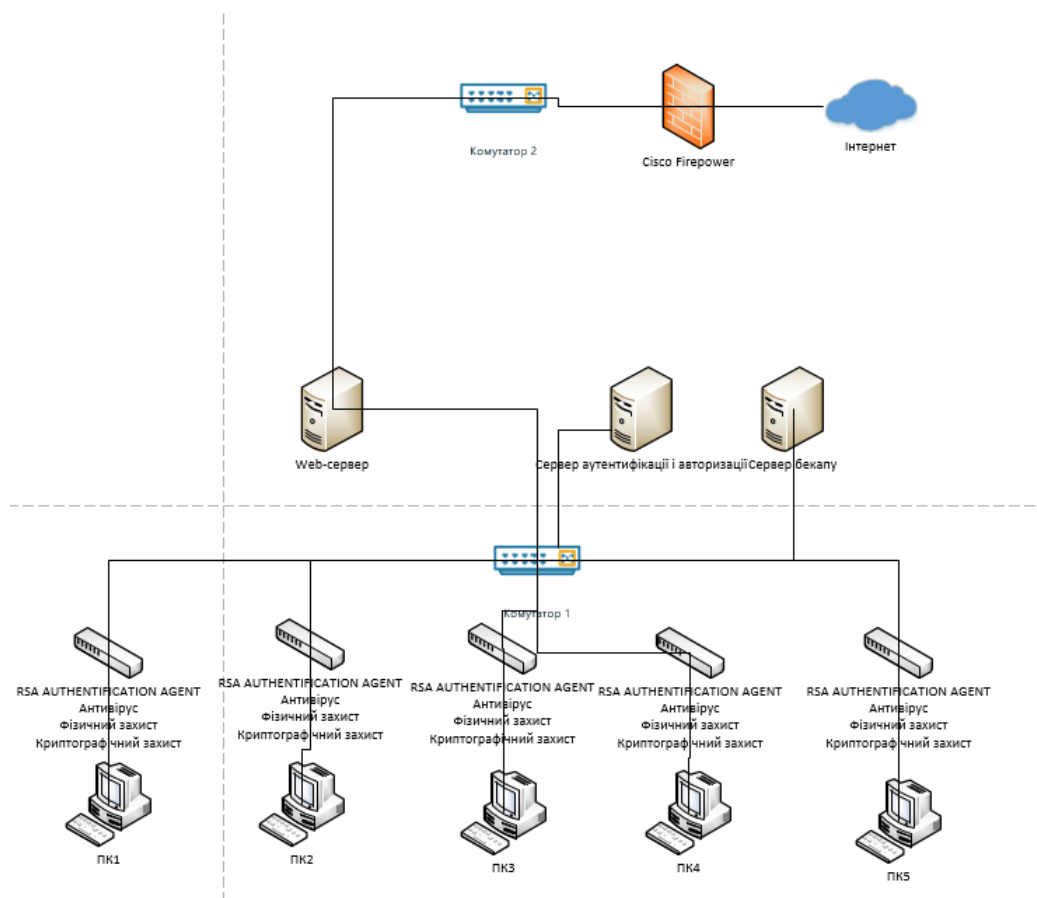 Комутатор 2
Cisco Firepower
Інтернет
Web-сервер
Сервер аутентифікації і авторизації
Сервер бекапу
Комутатор 1
RSA AUTHENTIFICATION AGENT
Антивірус
Фізичний захист
Криптографічний захист
RSA AUTHENTIFICATION AGENT
Антивірус
Фізичний захист
Криптографічний захист
RSA AUTHENTIFICATION AGENT
Антивірус
Фізичний захист
Криптографічний захист
RSA AUTHENTIFICATION AGENT
Антивірус
Фізичний захист
Криптографічний захист
RSA AUTHENTIFICATION AGENT
Антивірус
Фізичний захист
Криптографічний захист
ПК1
ПК2
ПК3
ПК4
ПК5